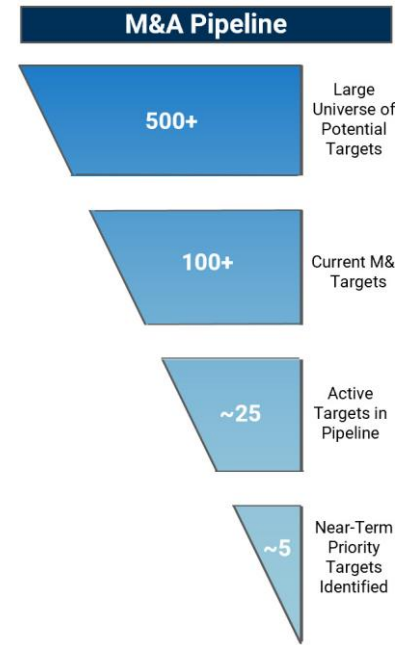 M&A Pipeline
500+
Large
Universe of
Potential
Targets
100+
Current M&
Targets
~25
Active
Targets in
Pipeline
~5
Near-Term
Priority
Targets
Identified